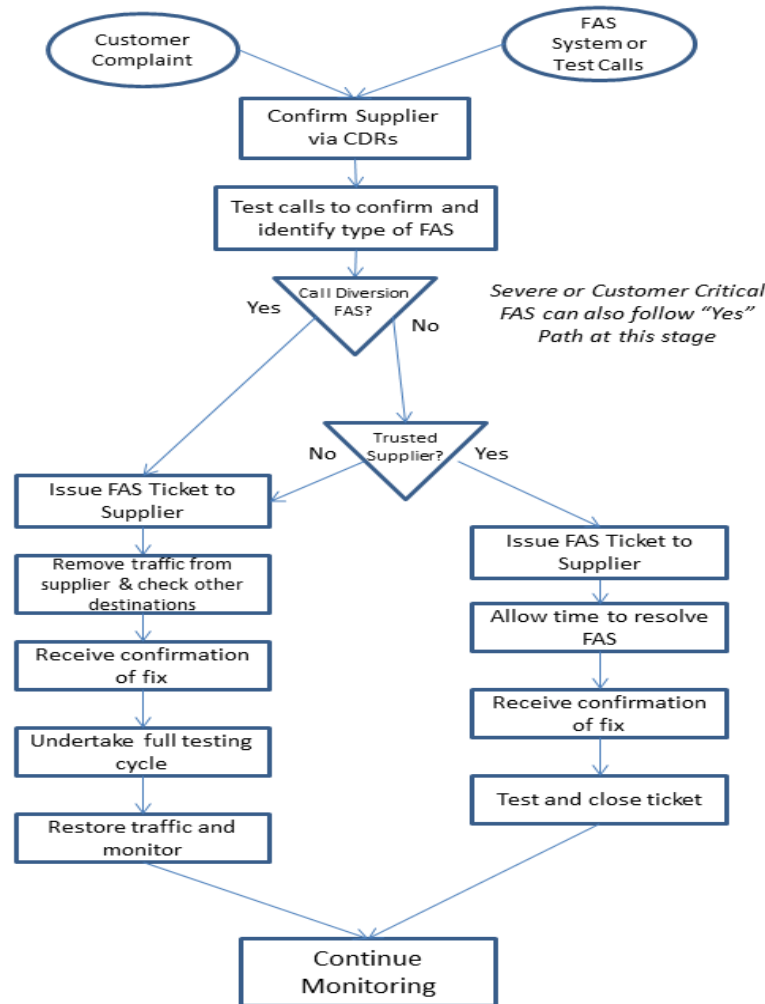 Customer
Complaint
FAS
System or
Test Calls
Confirm Supplier
via CDRs
Test calls to confirm and
identify type of FAS
Call Diversion
FAS?
Yes
No
Severe or Customer Critical
FAS can also follow “Yes”
Path at this stage
Trusted
Supplier?
No
Yes
Issue FAS Ticket to
Supplier
Remove traffic from
supplier & check other
destinations
Receive confirmation
of fix
Undertake full testing
cycle
Restore traffic and
monitor
Issue FAS Ticket to
Supplier
Allow time to resolve
FAS
Receive confirmation
of fix
Test and close ticket
Continue
Monitoring